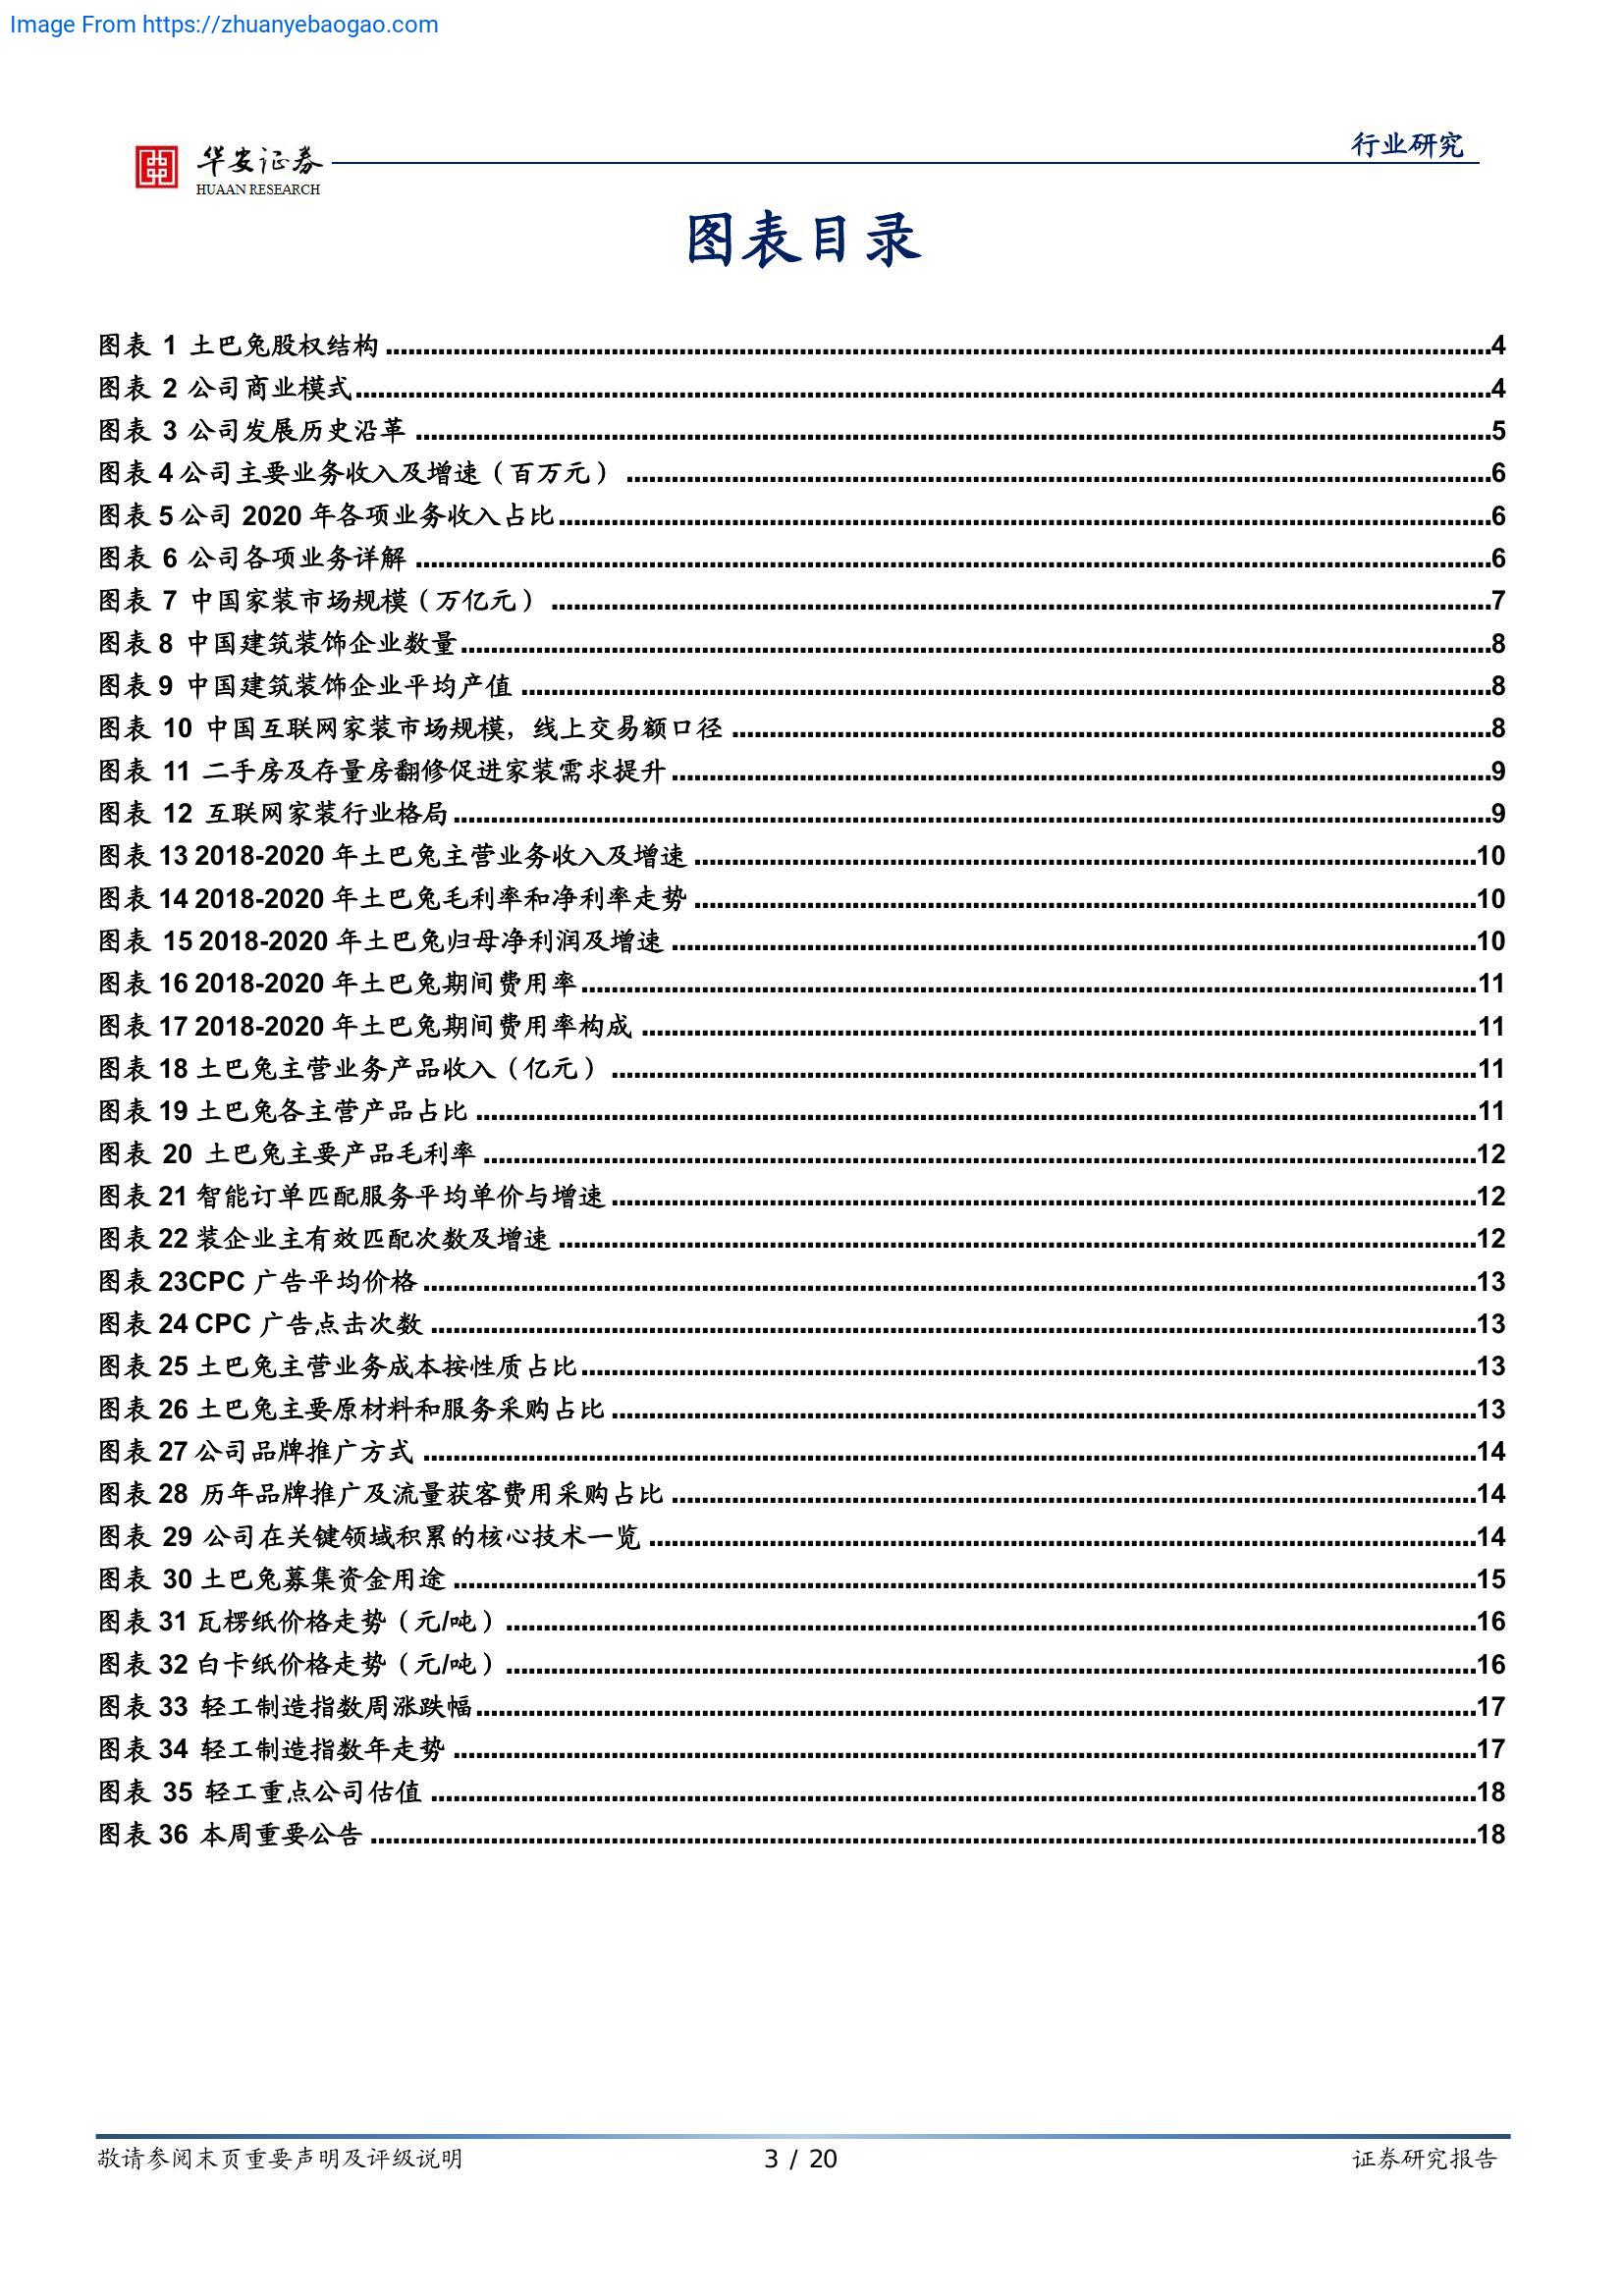 Image From https://zhuanyebaogao.com
行业研究
华安证券
HUAAN RESEARCH
图表目录
图表 1 土巴兔股权结构........4
图表 2 公司商业模式........4
图表 3 公司发展历史沿革........5
图表 4 公司主要业务收入及增速（百万元）........6
图表 5 公司 2020 年各项业务收入占比........6
图表 6 公司各项业务详解........6
图表 7 中国家装市场规模（万亿元）........7
图表 8 中国建筑装饰企业数量........8
图表 9 中国建筑装饰企业平均产值........8
图表 10 中国互联网家装市场规模，线上交易额口径........8
图表 11 二手房及存量房翻修促进家装需求提升........9
图表 12 互联网家装行业格局........9
图表 13 2018-2020 年土巴兔主营业务收入及增速........10
图表 14 2018-2020 年土巴兔毛利率和净利率走势........10
图表 15 2018-2020 年土巴兔归母净利润及增速........10
图表 16 2018-2020 年土巴兔期间费用率........11
图表 17 2018-2020 年土巴兔期间费用率构成........11
图表 18 土巴兔主营业务产品收入（亿元）........11
图表 19 土巴兔各主营产品占比........11
图表 20 土巴兔主要产品毛利率........12
图表 21 智能订单匹配服务平均单价与增速........12
图表 22 装企业主有效匹配次数及增速........12
图表 23CPC 广告平均价格........13
图表 24 CPC 广告点击次数........13
图表 25 土巴兔主营业务成本按性质占比........13
图表 26 土巴兔主要原材料和服务采购占比........13
图表 27 公司品牌推广方式........14
图表 28 历年品牌推广及流量获客费用采购占比........14
图表 29 公司在关键领域积累的核心技术一览........14
图表 30 土巴兔募集资金用途........15
图表 31 瓦楞纸价格走势（元/吨）........16
图表 32 白卡纸价格走势（元/吨）........16
图表 33 轻工制造指数周涨跌幅........17
图表 34 轻工制造指数年走势........17
图表 35 轻工重点公司估值........18
图表 36 本周重要公告........18
敬请参阅末页重要声明及评级说明
3 / 20
证券研究报告